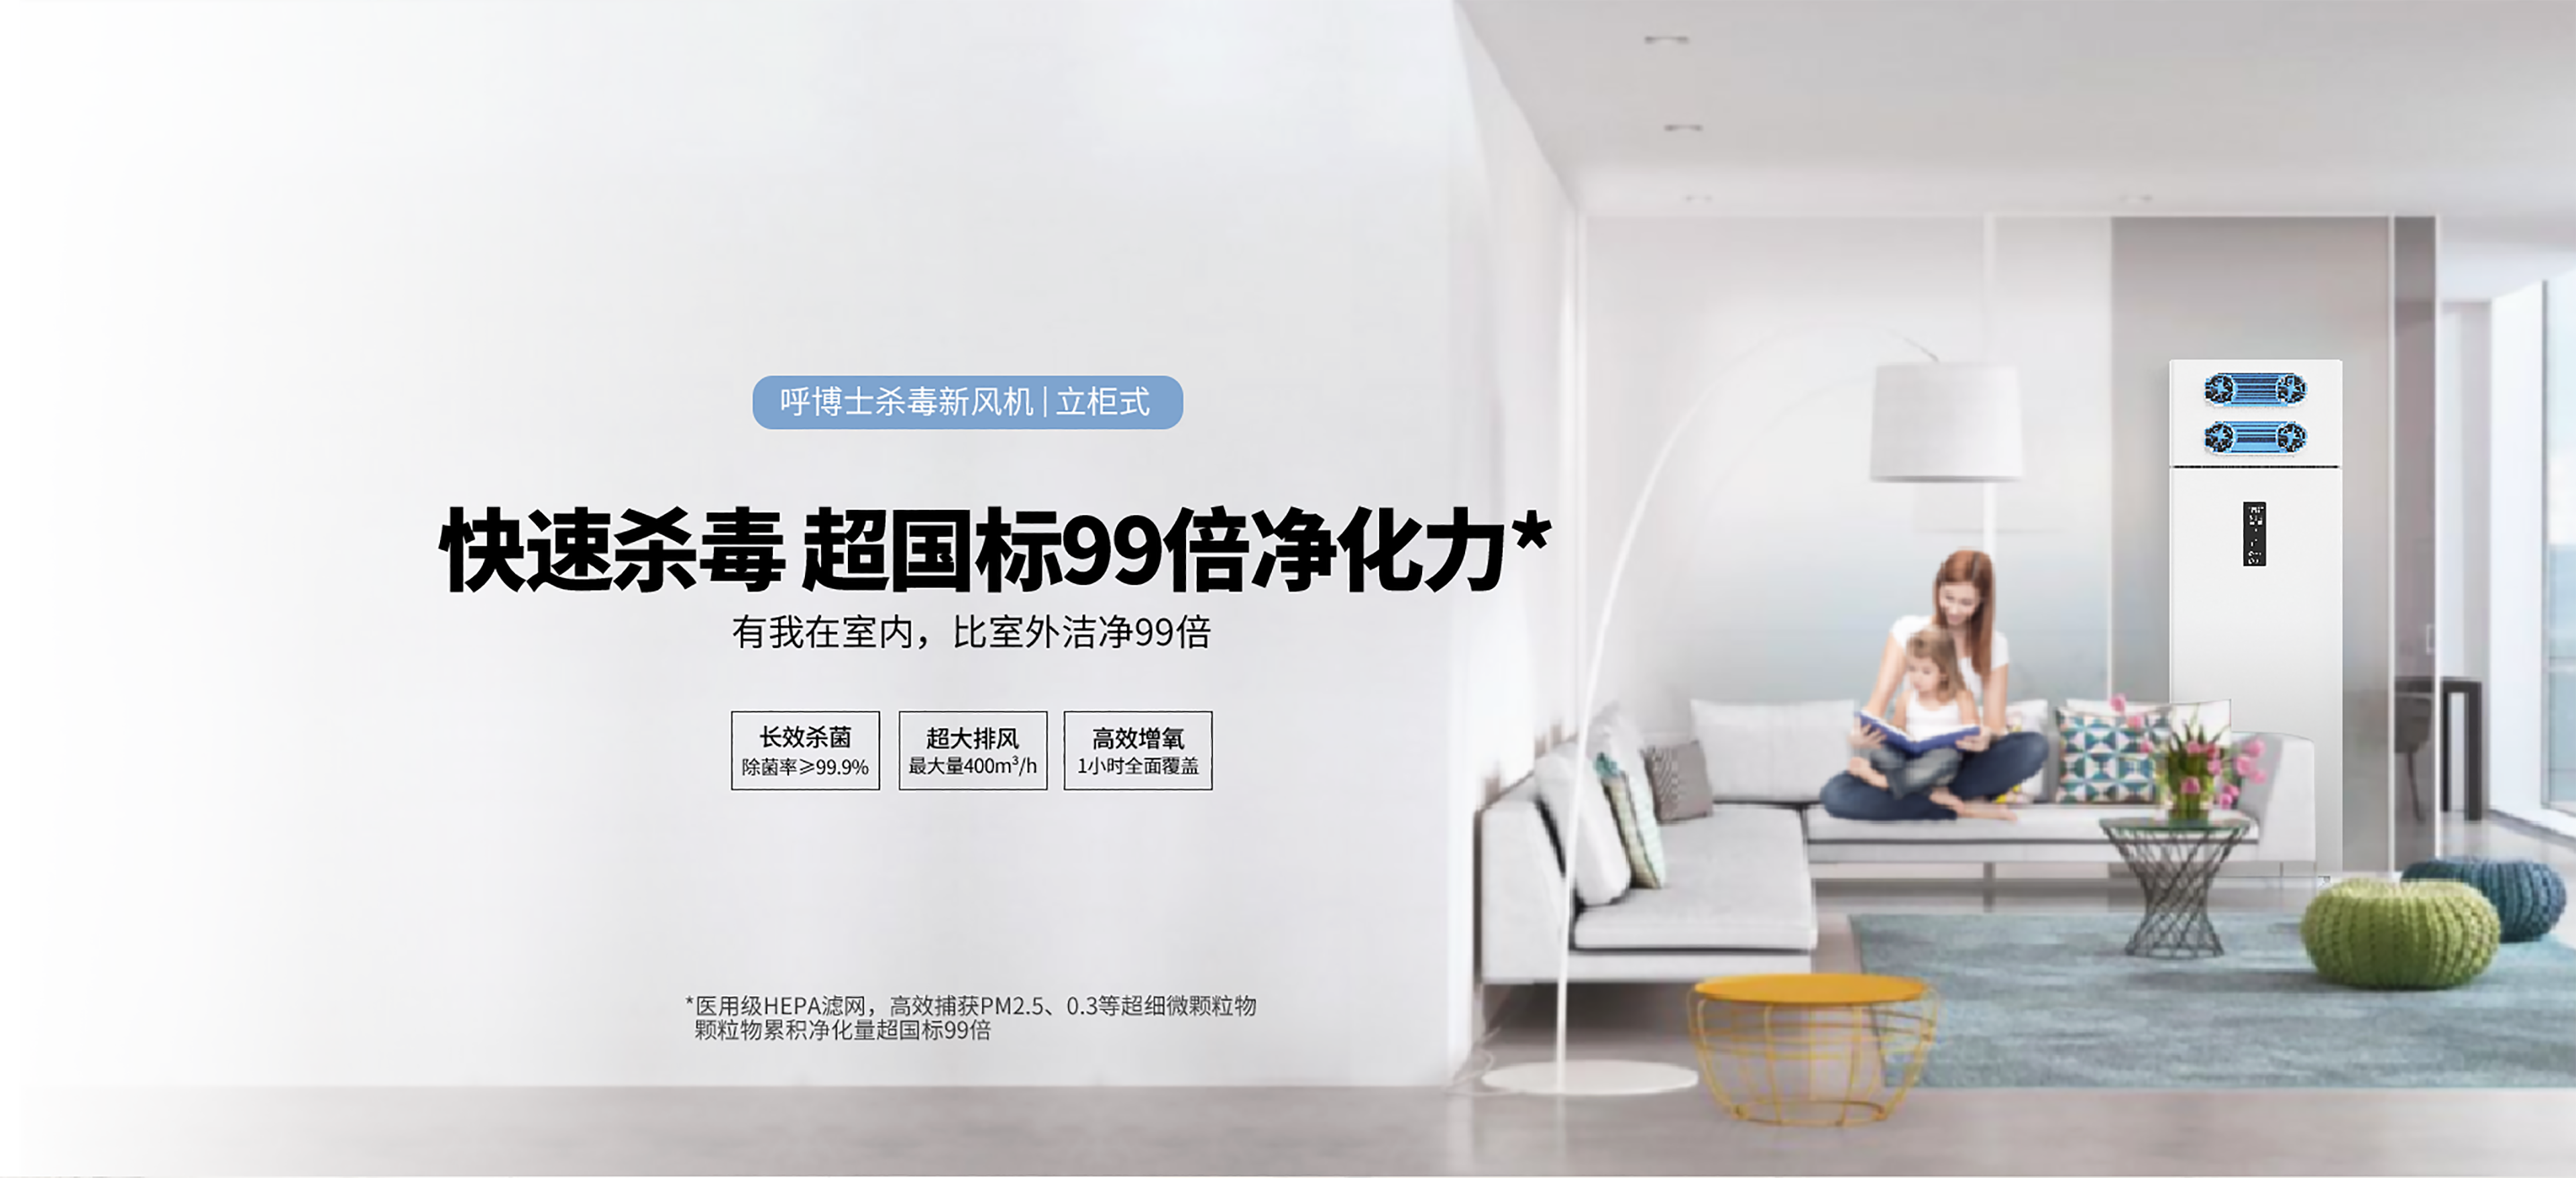 呼博士杀毒新风机|立柜式
快速杀毒 超国标99倍净化力*
有我在室内，比室外洁净99倍
长效杀菌
除菌率≥99.9%
超大排风
最大量400m³/h
高效增氧
1小时全面覆盖
*医用级HEPA滤网，高效捕获PM2.5、0.3等超细微颗粒物
颗粒物累积净化量超国标99倍